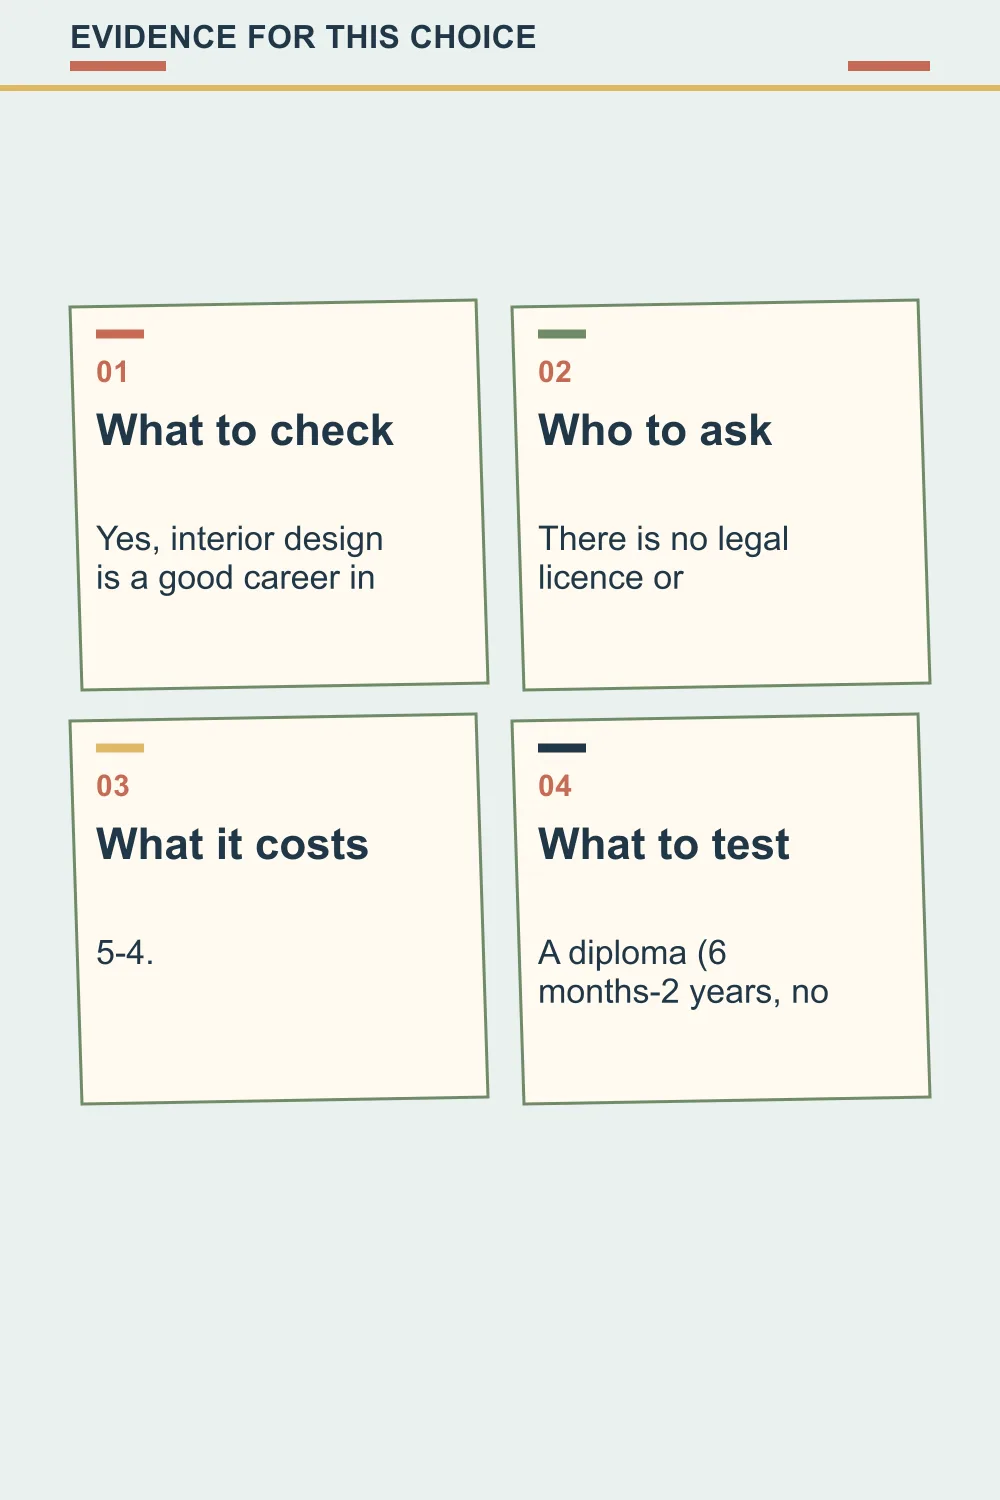 EVIDENCE FOR THIS CHOICE
01
What to check
Yes, interior design
is a good career in
02
Who to ask
There is no legal
licence or
03
What it costs
5-4.
04
What to test
A diploma (6
months-2 years, no